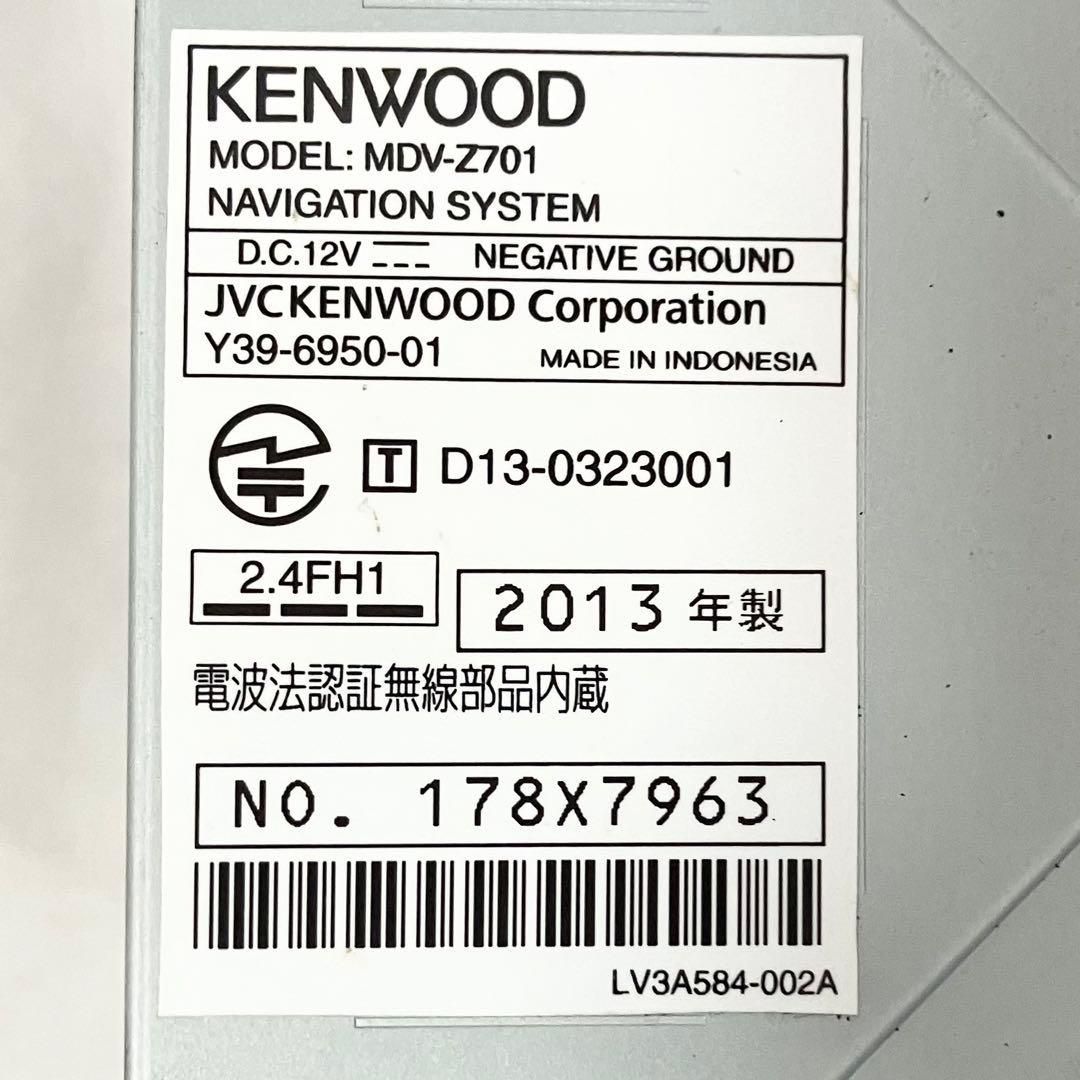 KENWOOD
MODEL: MDV-Z701
NAVIGATION SYSTEM
D.C.12V NEGATIVE GROUND
JVCKENWOOD Corporation
Y39-6950-01 MADE IN INDONESIA
T D13-0323001
2.4FH1
2013 年製
電波法認証無線部品内蔵
NO. 178X7963
LV3A584-002A